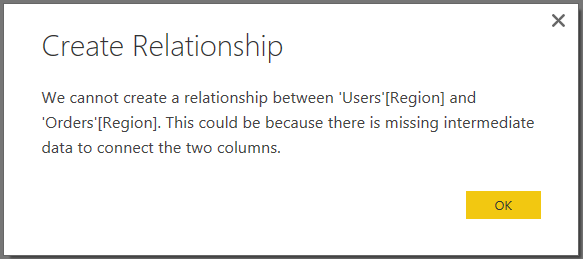 Create Relationship
We cannot create a relationship between 'Users'[Region] and
'Orders'[Region]. This could be because there is missing intermediate
data to connect the two columns.
OK